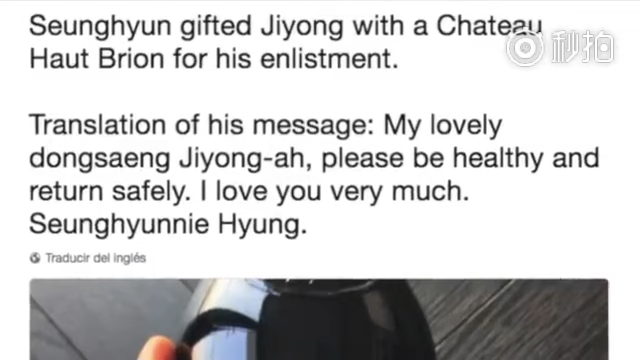 Seunghyun gifted Jiyong with a Chateau
秒拍
Haut Brion for his enlistment.
Translation of his message: My lovely
dongsaeng Jiyong-ah, please be healthy and
return safely. I love you very much.
Seunghyunnie Hyung.
Traducir del inglés